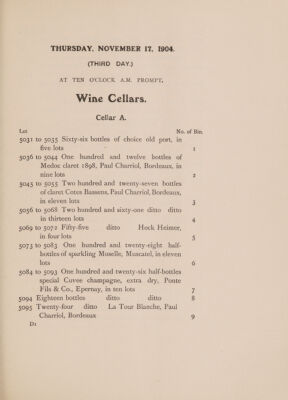 THURSDAY, NOVEMBER 17, 1904.
(THIRD DAY.)
AT TEN O'CLOCK A.M. PROMPT.
Wine Cellars.
Cellar A.
Lot No. of Bin.
5031 to 5035 Sixty-six bottles of choice old port, in
five lots 1
5036 to 5044 One hundred and twelve bottles of
Medoc claret 1898, Paul Charriol, Bordeaux, in
nine lots 2
5045 to 5055 Two hundred and twenty-seven bottles
of claret Cotes Bassens, Paul Charriol Bordeaux,
in eleven lots 3
5056 to 5068 Two hundred and sixty-one ditto ditto
in thirteen lots 4
5069 to 5072 Fifty-five ditto Hock Heimer,
in four lots 5
5073 to 5083 One hundred and twenty-eight half-
bottles of sparkling Muselle, Muscatel, in eleven
lots 6
5084 to 5093 One hundred and twenty-six half-bottles
special Cuvee champagne, extra dry, Ponte
Fils & Co., Epernay, in ten lots 7
5094 Eighteen bottles ditto ditto 8
5095 Twenty-four ditto La Tour Blanche, Paul
Charriol, Bordeaux 9
D1